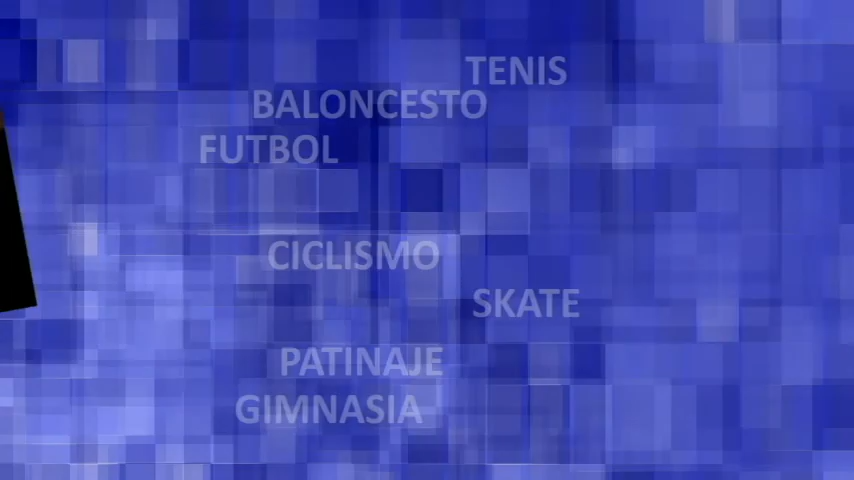 TENIS
BALONCESTO
FUTBOL
CICLISMO
SKATE
PATINAJE
GIMNASIA